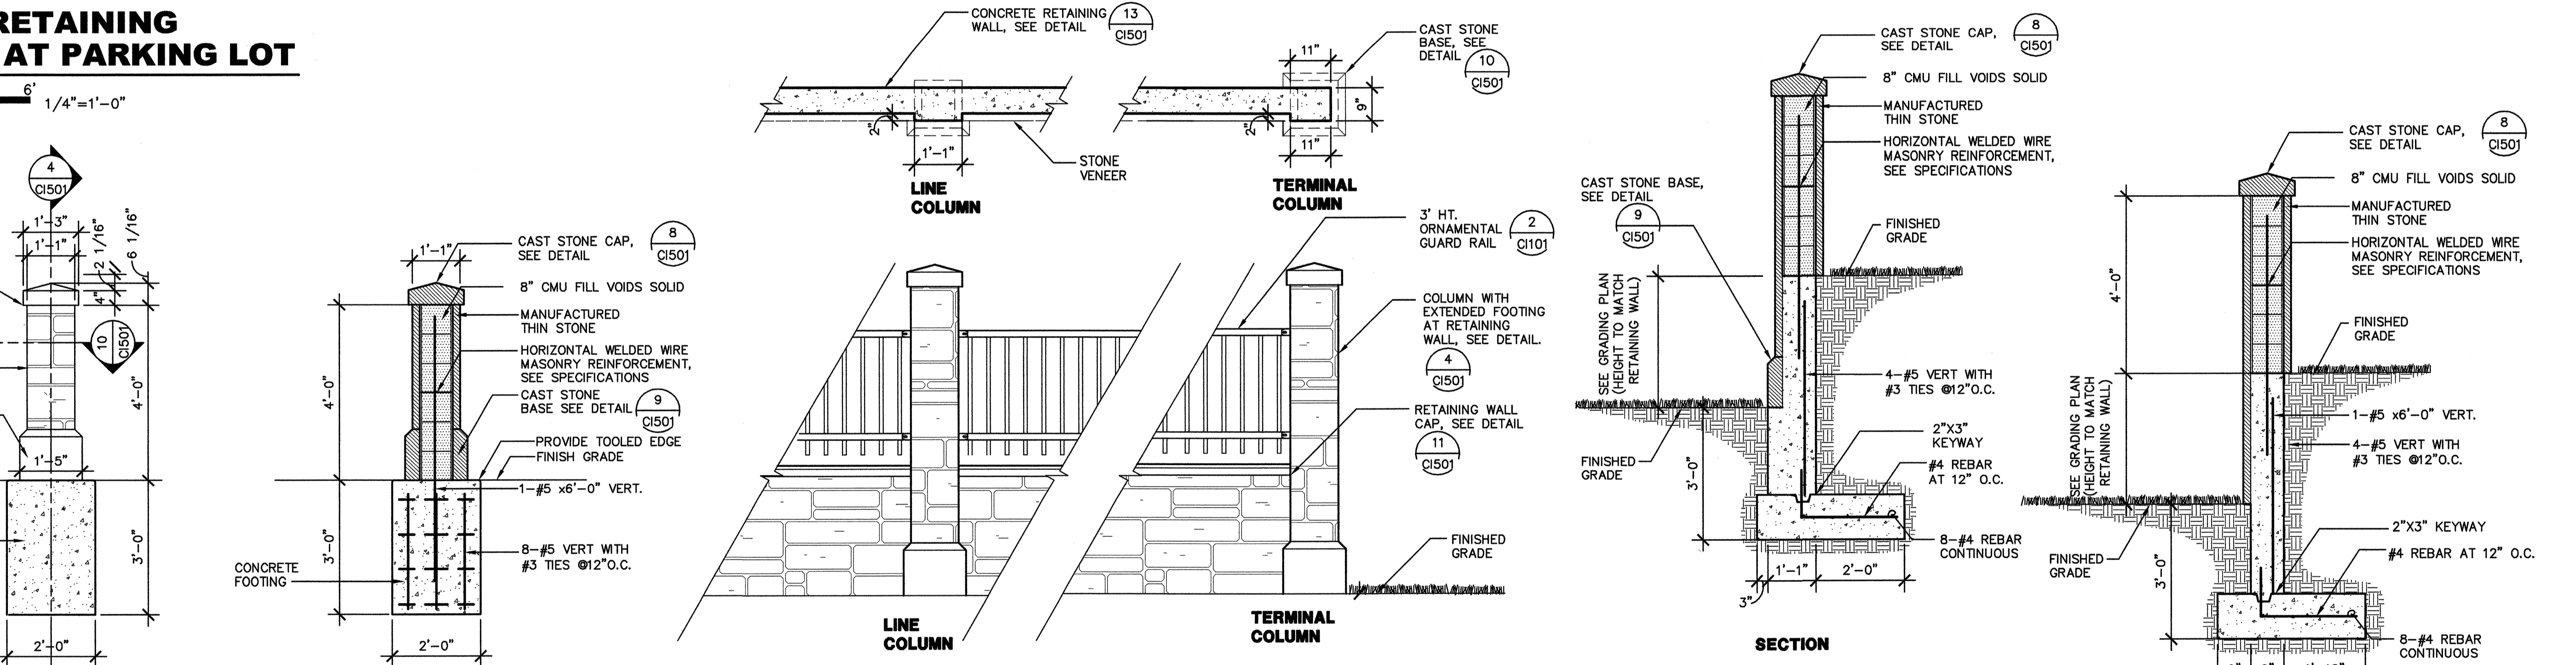 RETAINING
AT PARKING LOT
6'
1/4"=1'-0"
4
CI501
1'-3"
1'-1"
2 1/16"
6 1/16"
4"
10
CI501
4'-0"
1'-5"
3'-0"
2'-0"
1'-1"
CAST STONE CAP,
SEE DETAIL
8
CI501
8" CMU FILL VOIDS SOLID
MANUFACTURED
THIN STONE
HORIZONTAL WELDED WIRE
MASONRY REINFORCEMENT,
SEE SPECIFICATIONS
CAST STONE
BASE SEE DETAIL
9
CI501
PROVIDE TOOLED EDGE
FINISH GRADE
1-#5 x6'-0" VERT.
8-#5 VERT WITH
#3 TIES @12"O.C.
CONCRETE
FOOTING
4'-0"
3'-0"
2'-0"
CONCRETE RETAINING
WALL, SEE DETAIL
13
CI501
2"
1'-1"
STONE
VENEER
LINE
COLUMN
CAST STONE
BASE, SEE
DETAIL
10
CI501
11"
9"
2"
11"
TERMINAL
COLUMN
3' HT.
ORNAMENTAL
GUARD RAIL
2
CI101
COLUMN WITH
EXTENDED FOOTING
AT RETAINING
WALL, SEE DETAIL.
4
CI501
RETAINING WALL
CAP, SEE DETAIL
11
CI501
FINISHED
GRADE
LINE
COLUMN
TERMINAL
COLUMN
CAST STONE CAP,
SEE DETAIL
8
CI501
8" CMU FILL VOIDS SOLID
MANUFACTURED
THIN STONE
HORIZONTAL WELDED WIRE
MASONRY REINFORCEMENT,
SEE SPECIFICATIONS
CAST STONE BASE,
SEE DETAIL
9
CI501
FINISHED
GRADE
SEE GRADING PLAN
(HEIGHT TO MATCH
RETAINING WALL)
4-#5 VERT WITH
#3 TIES @12"O.C.
2"X3"
KEYWAY
#4 REBAR
AT 12" O.C.
FINISHED
GRADE
3'-0"
8-#4 REBAR
CONTINUOUS
1'-1"
2'-0"
3"
SECTION
CAST STONE CAP,
SEE DETAIL
8
CI501
8" CMU FILL VOIDS SOLID
MANUFACTURED
THIN STONE
HORIZONTAL WELDED WIRE
MASONRY REINFORCEMENT,
SEE SPECIFICATIONS
4'-0"
FINISHED
GRADE
SEE GRADING PLAN
(HEIGHT TO MATCH
RETAINING WALL)
1-#5 x6'-0" VERT.
4-#5 VERT WITH
#3 TIES @12"O.C.
2"X3" KEYWAY
#4 REBAR AT 12" O.C.
FINISHED
GRADE
3'-0"
8-#4 REBAR
CONTINUOUS